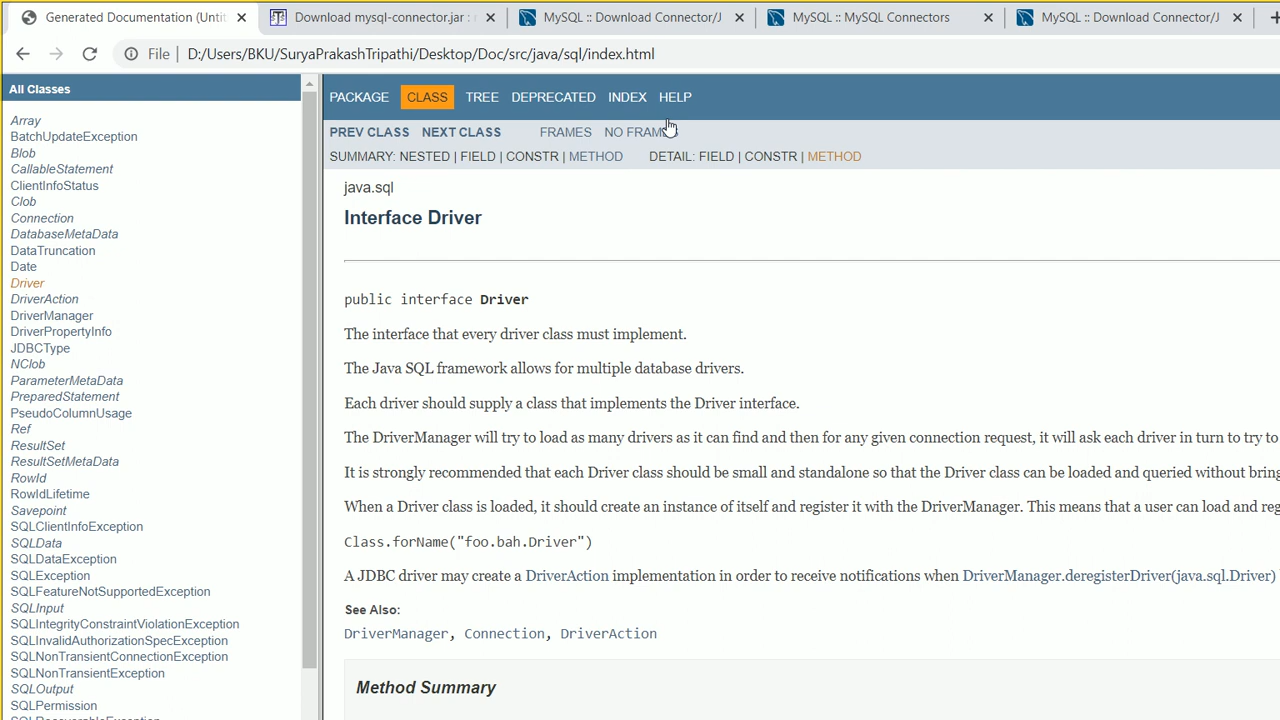 Generated Documentation (Unti
Download mysql-connector.jar :
MySQL :: Download Connector/J
MySQL :: MySQL Connectors
MySQL :: Download Connector/J
File | D:/Users/BKU/SuryaPrakashTripathi/Desktop/Doc/src/java/sql/index.html
All Classes
Array
BatchUpdateException
Blob
CallableStatement
ClientInfoStatus
Clob
Connection
DatabaseMetaData
DataTruncation
Date
Driver
DriverAction
DriverManager
DriverPropertyInfo
JDBCType
NClob
ParameterMetaData
PreparedStatement
PseudoColumnUsage
Ref
ResultSet
ResultSetMetaData
RowId
RowIdLifetime
Savepoint
SQLClientInfoException
SQLData
SQLDataException
SQLException
SQLFeatureNotSupportedException
SQLInput
SQLIntegrityConstraintViolationException
SQLInvalidAuthorizationSpecException
SQLNonTransientConnectionException
SQLNonTransientException
SQLOutput
SQLPermission
PACKAGE CLASS TREE DEPRECATED INDEX HELP
PREV CLASS NEXT CLASS FRAMES NO FRAMES
SUMMARY: NESTED | FIELD | CONSTR | METHOD DETAIL: FIELD | CONSTR | METHOD
java.sql
Interface Driver
public interface Driver
The interface that every driver class must implement.
The Java SQL framework allows for multiple database drivers.
Each driver should supply a class that implements the Driver interface.
The DriverManager will try to load as many drivers as it can find and then for any given connection request, it will ask each driver in turn to try to
It is strongly recommended that each Driver class should be small and standalone so that the Driver class can be loaded and queried without bring
When a Driver class is loaded, it should create an instance of itself and register it with the DriverManager. This means that a user can load and reg
Class.forName("foo.bah.Driver")
A JDBC driver may create a DriverAction implementation in order to receive notifications when DriverManager.deregisterDriver(java.sql.Driver)
See Also:
DriverManager, Connection, DriverAction
Method Summary